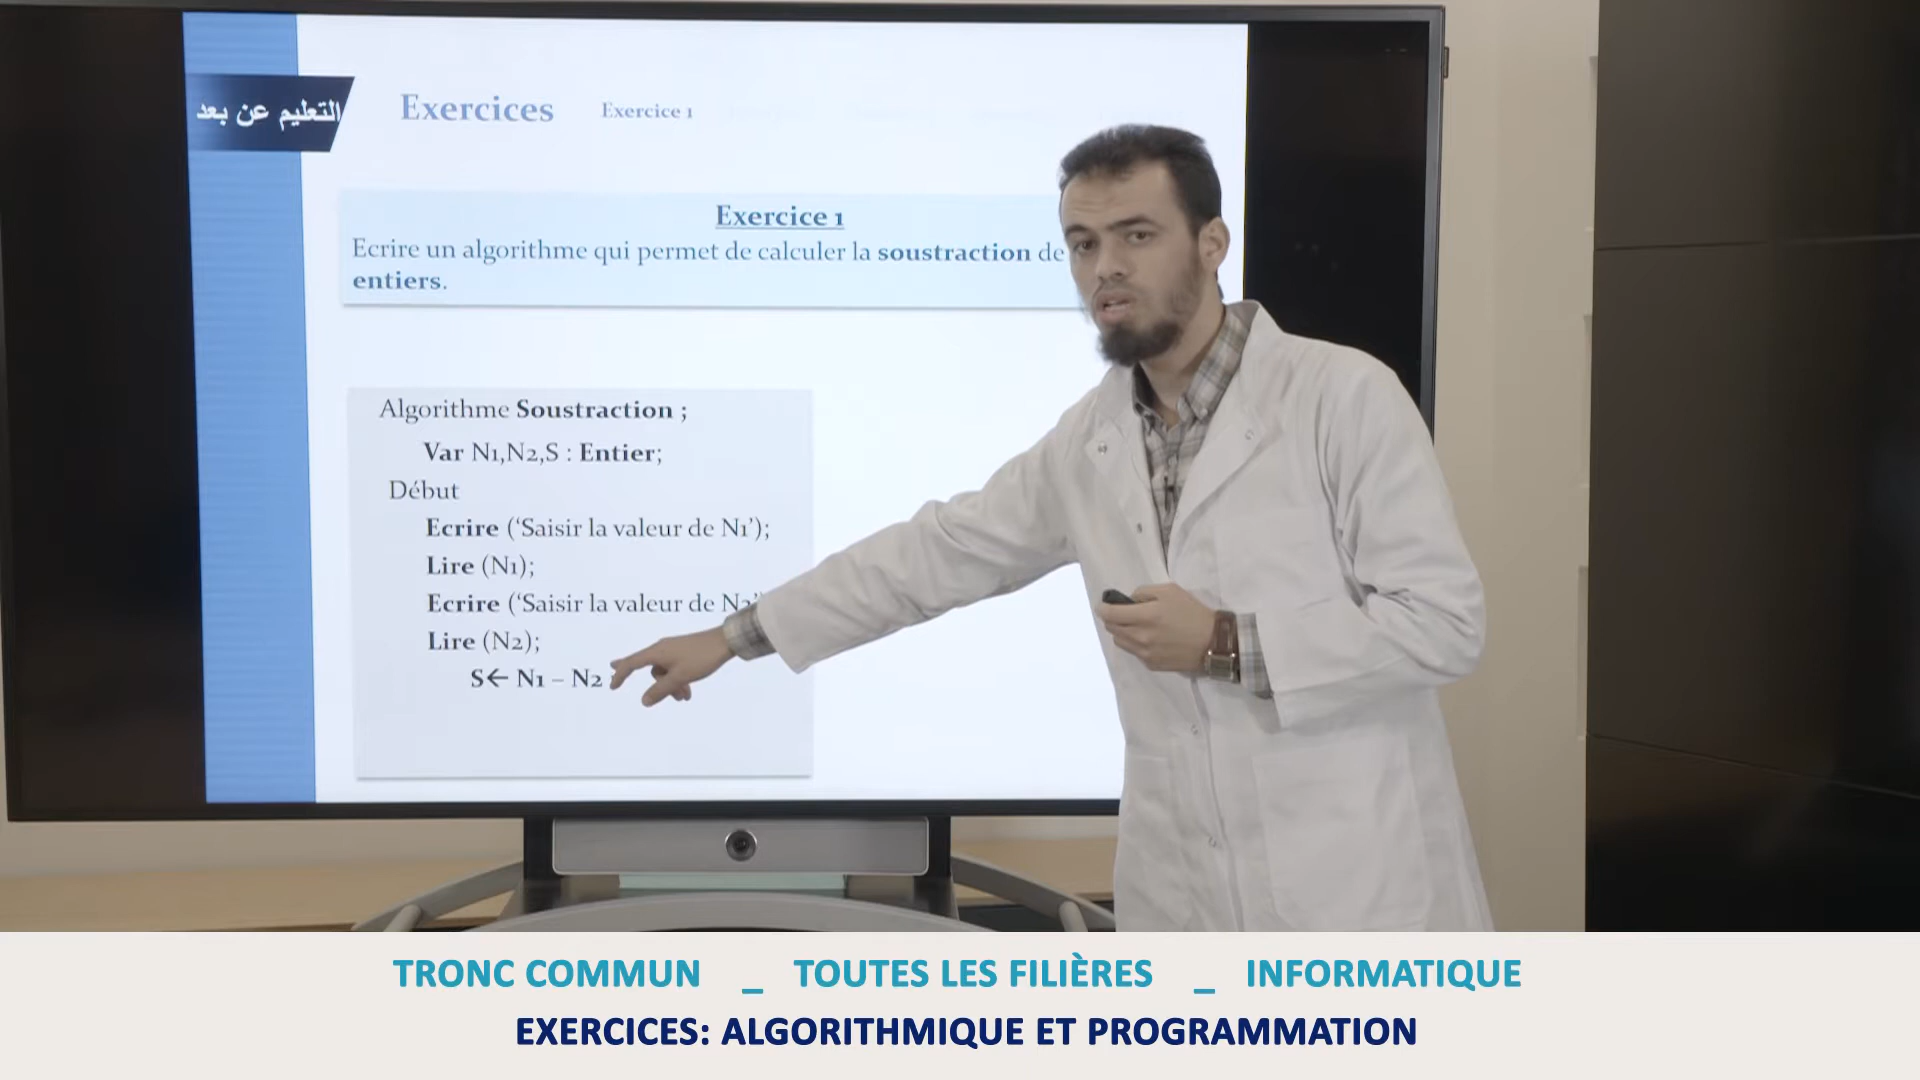 التعليم عن بعد
Exercices Exercice 1
Exercice 1
Ecrire un algorithme qui permet de calculer la soustraction de
entiers.
Algorithme Soustraction ;
Var N1,N2,S : Entier;
Début
Ecrire (‘Saisir la valeur de N1’);
Lire (N1);
Ecrire (‘Saisir la valeur de N2’
Lire (N2);
S← N1 – N2
TRONC COMMUN _ TOUTES LES FILIÈRES _ INFORMATIQUE
EXERCICES: ALGORITHMIQUE ET PROGRAMMATION